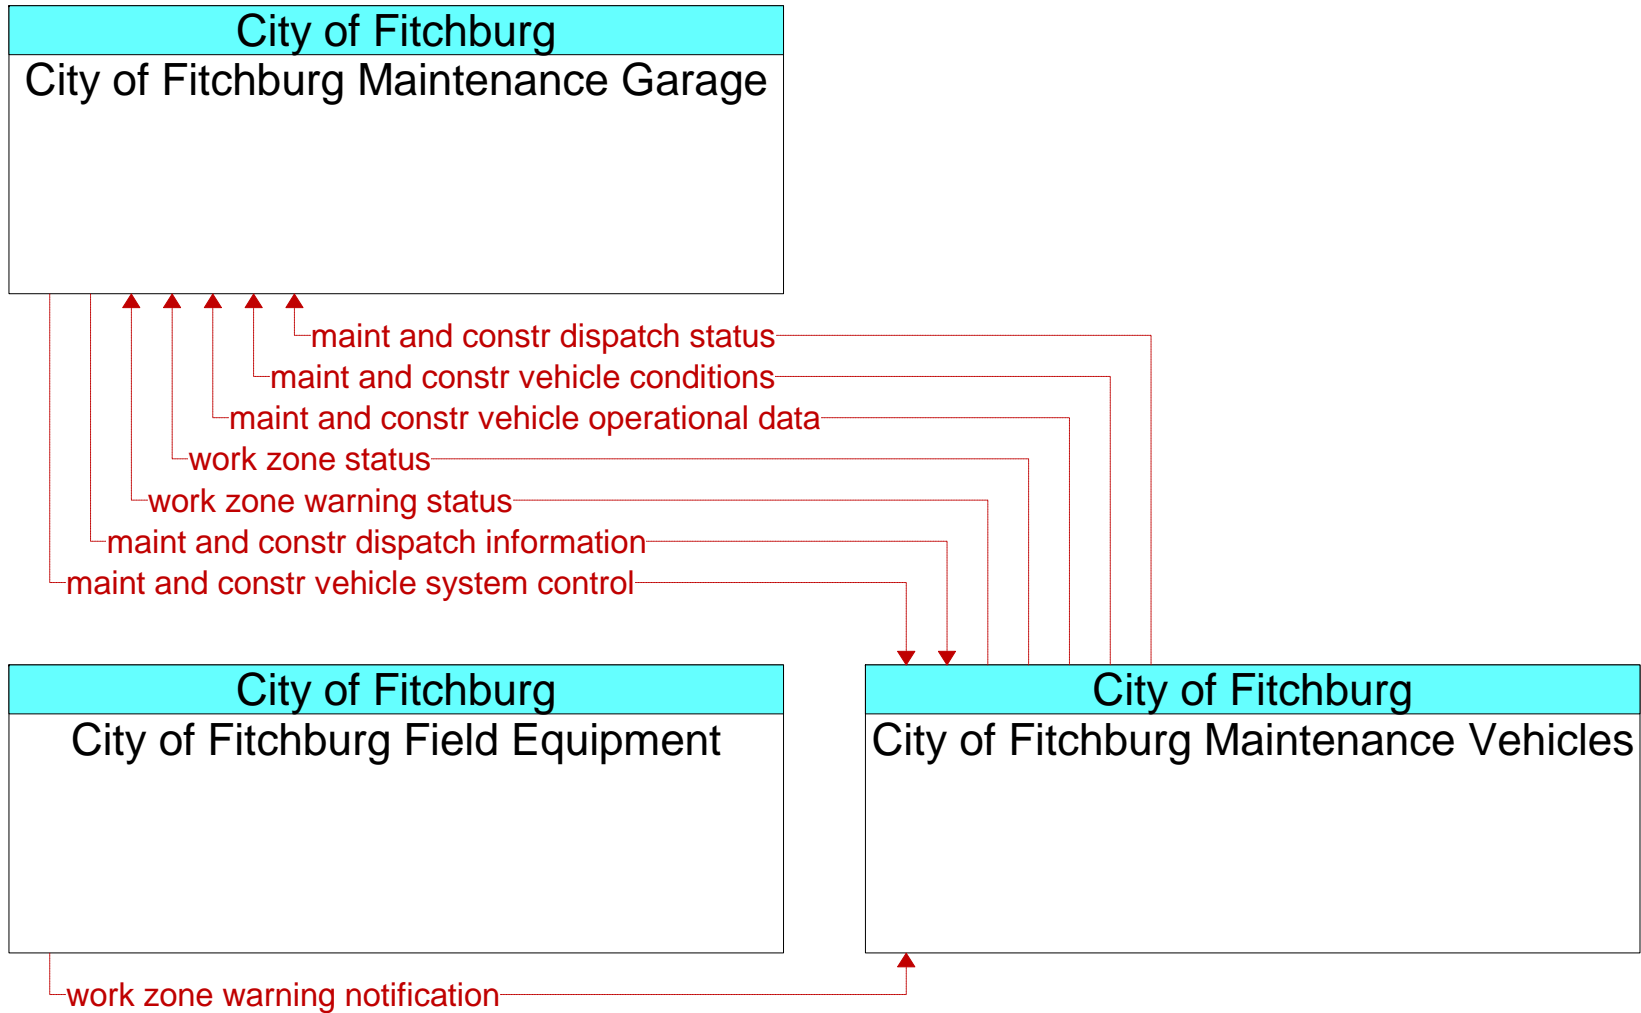 City of Fitchburg
City of Fitchburg Maintenance Garage
maint and constr dispatch status
maint and constr vehicle conditions
maint and constr vehicle operational data
work zone status
work zone warning status
maint and constr dispatch information
maint and constr vehicle system control
City of Fitchburg
City of Fitchburg Field Equipment
City of Fitchburg
City of Fitchburg Maintenance Vehicles
work zone warning notification